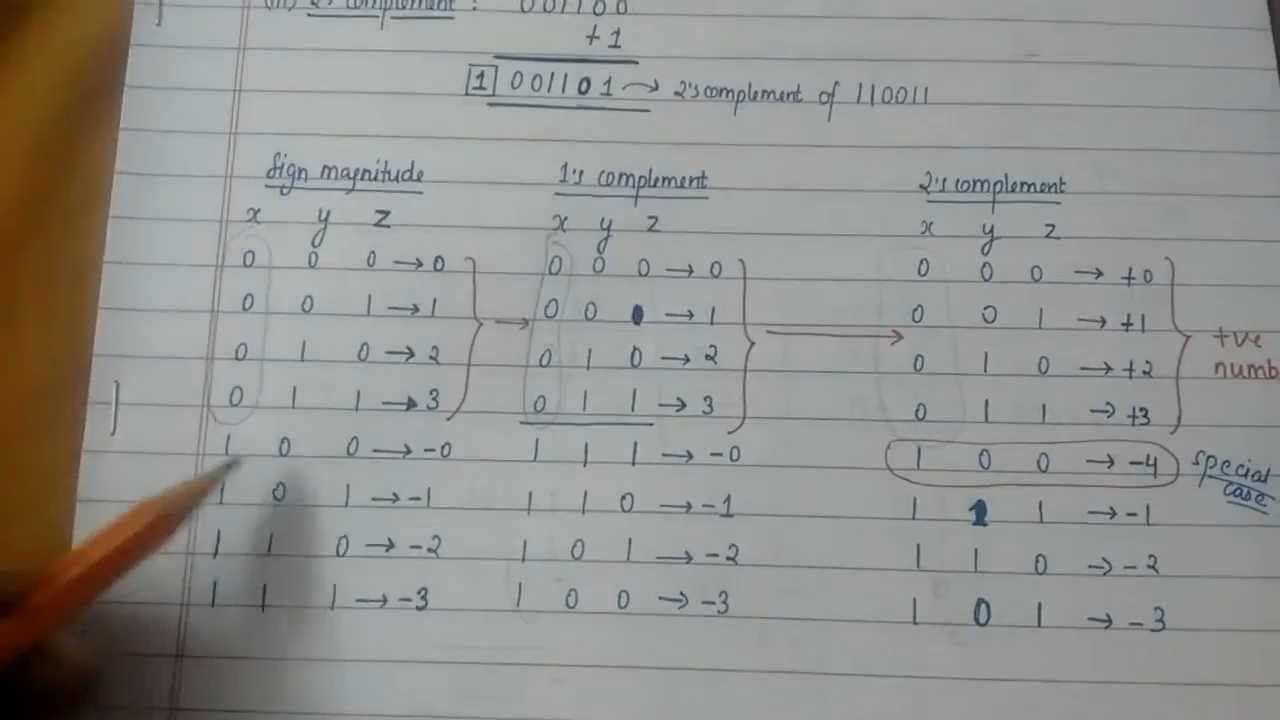 (iii) 2's complement : 001100
+ 1
1 001101 → 2's complement of 110011
Sign magnitude 1's complement 2's complement
x y z x y z x y z
0 0 0 → 0 0 0 0 → 0 0 0 0 → +0
0 0 1 → 1 0 0 1 → 1 0 0 1 → +1
0 1 0 → 2 0 1 0 → 2 0 1 0 → +2
0 1 1 → 3 0 1 1 → 3 0 1 1 → +3
+ve
numb
1 0 0 → -0 1 1 1 → -0 1 0 0 → -4 special
case
1 0 1 → -1 1 1 0 → -1 1 1 1 → -1
1 1 0 → -2 1 0 1 → -2 1 1 0 → -2
1 1 1 → -3 1 0 0 → -3 1 0 1 → -3